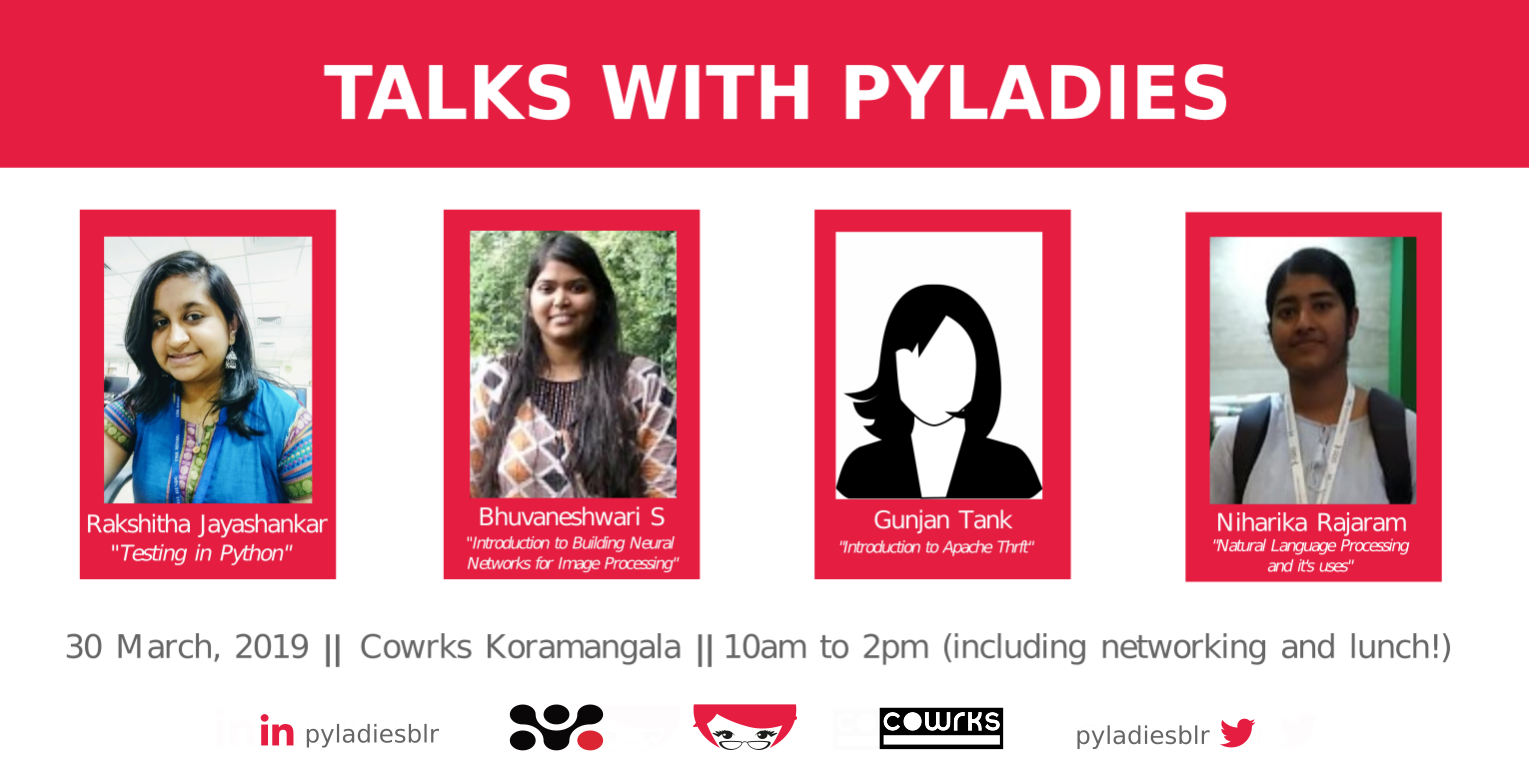 TALKS WITH PYLADIES
Rakshitha Jayashankar
"Testing in Python"
Bhuvaneshwari S
"Introduction to Building Neural
Networks for Image Processing"
Gunjan Tank
"Introduction to Apache Thrft"
Niharika Rajaram
"Natural Language Processing
and it's uses"
30 March, 2019 || Cowrks Koramangala || 10am to 2pm (including networking and lunch!)
in pyladiesblr
COWRKS
pyladiesblr